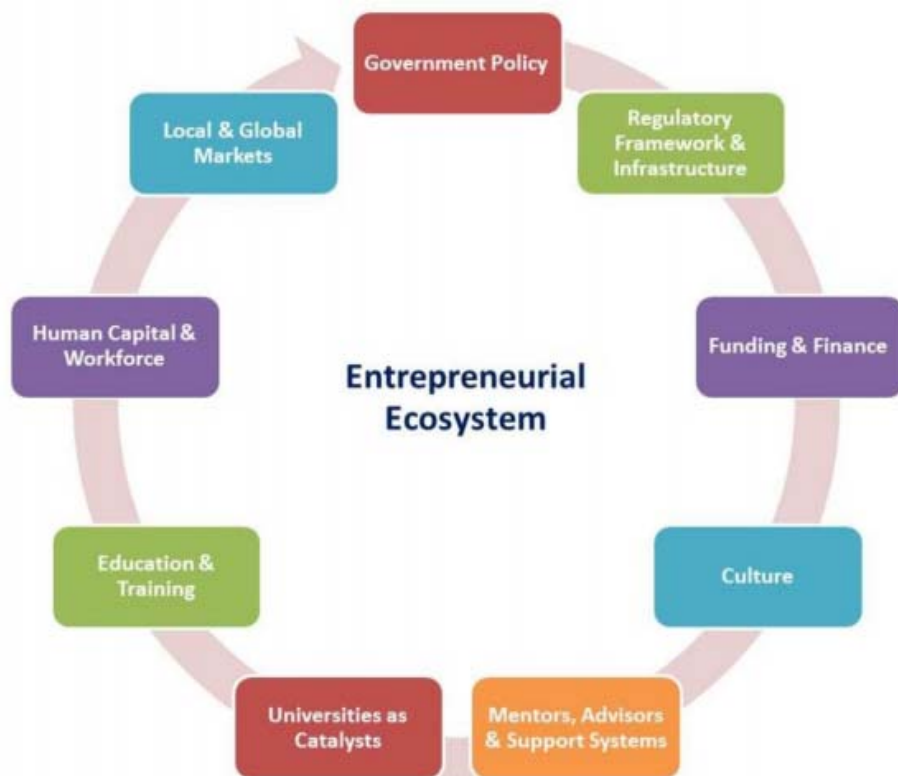 Government Policy
Regulatory
Framework &
Infrastructure
Funding & Finance
Culture
Mentors, Advisors
& Support Systems
Universities as
Catalysts
Education &
Training
Human Capital &
Workforce
Local & Global
Markets
Entrepreneurial
Ecosystem